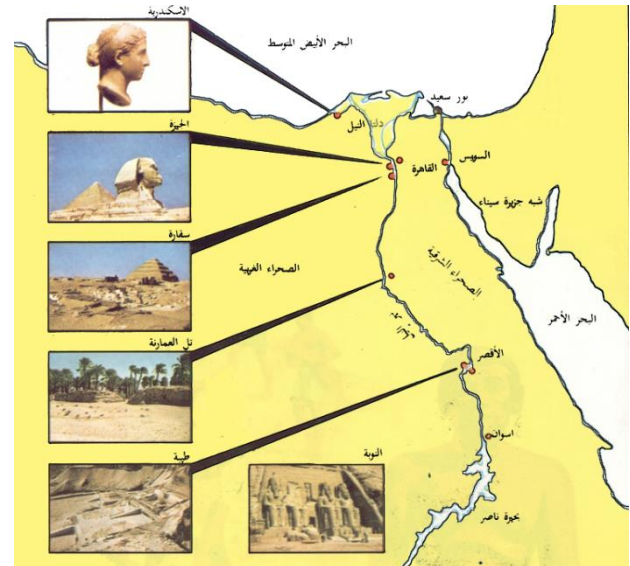 الاسكندرية
البحر الأبيض المتوسط
بور سعيد
دلتا النيل
الجيزة
السويس
القاهرة
شبه جزيرة سيناء
سقارة
الصحراء الغربية
الصحراء الشرقية
البحر الأحمر
نهر النيل
تل العمارنة
الأقصر
طيبة
النوبة
اسوان
بحيرة ناصر